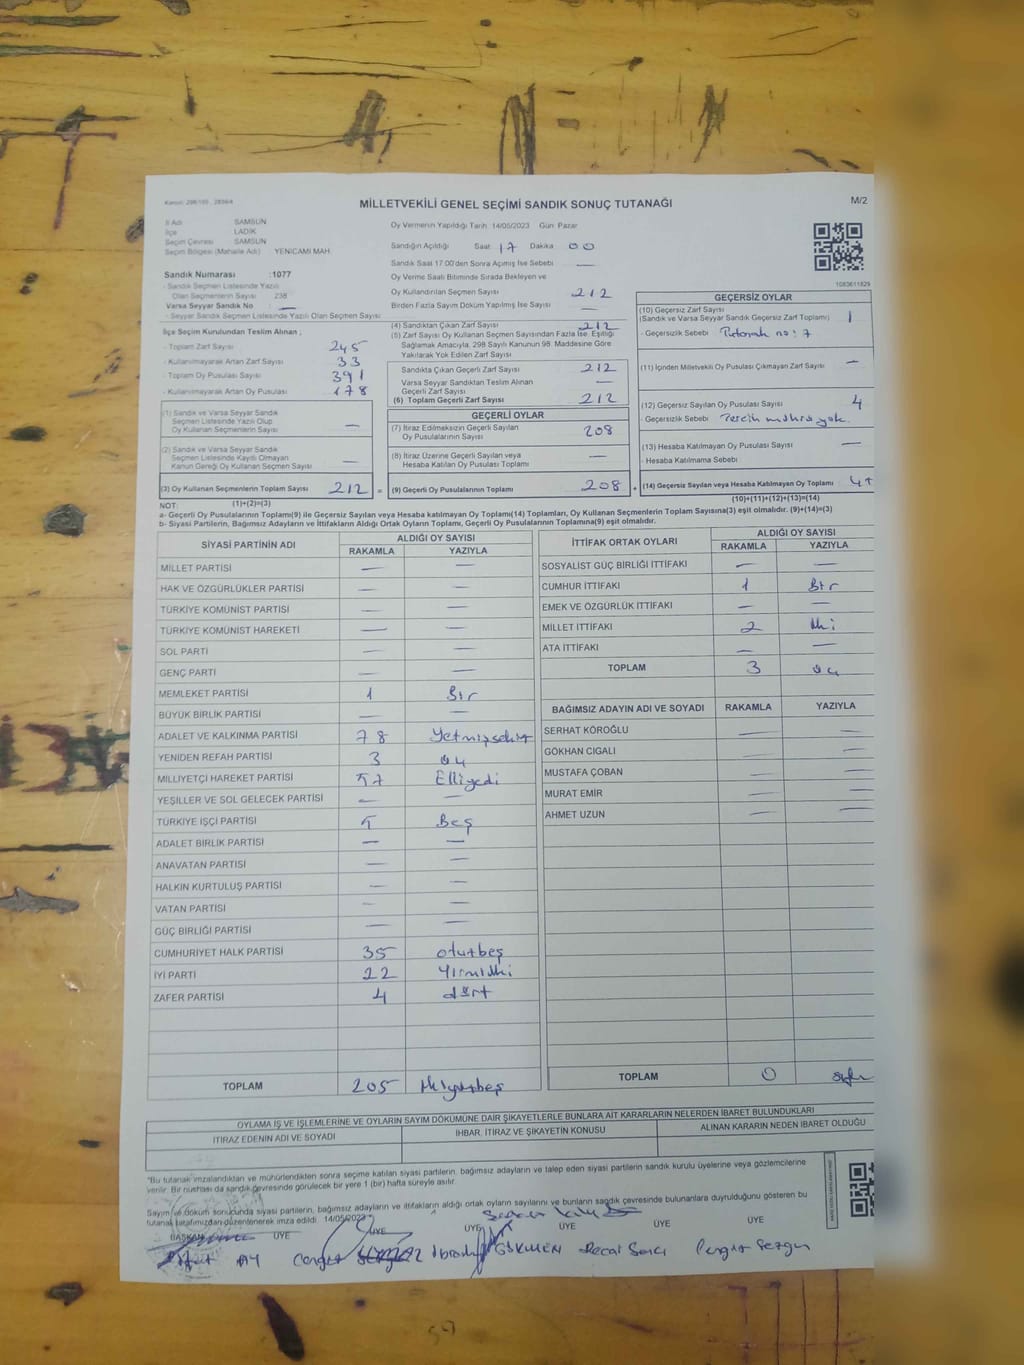 MİLLETVEKİLİ GENEL SEÇİMİ SANDIK SONUÇ TUTANAĞI
M/2
İl Adı SAMSUN
İlçe LADİK
Seçim Çevresi SAMSUN
Seçim Bölgesi (Mahalle Adı) YENİCAMİ MAH.
Oy Vermenin Yapıldığı Tarih 14/05/2023 Gün Pazar
Sandığın Açıldığı Saat 17 Dakika 00
Sandık Saat 17:00'den Sonra Açılmış İse Sebebi —
Sandık Numarası :1077
- Sandık Seçmen Listesinde Yazılı
Olan Seçmenlerin Sayısı 238
Varsa Seyyar Sandık No : —
- Seyyar Sandık Seçmen Listesinde Yazılı Olan Seçmen Sayısı
Oy Verme Saati Bitiminde Sırada Bekleyen ve
Oy Kullandırılan Seçmen Sayısı 212
Birden Fazla Sayım Döküm Yapılmış İse Sayısı —
1083611829
İlçe Seçim Kurulundan Teslim Alınan ;
- Toplam Zarf Sayısı 245
- Kullanılmayarak Artan Zarf Sayısı 33
- Toplam Oy Pusulası Sayısı 391
- Kullanılmayarak Artan Oy Pusulası 178
(1) Sandık ve Varsa Seyyar Sandık
Seçmen Listesinde Yazılı Olup
Oy Kullanan Seçmenlerin Sayısı —
(2) Sandık ve Varsa Seyyar Sandık
Seçmen Listesinde Kayıtlı Olmayan
Kanun Gereği Oy Kullanan Seçmen Sayısı —
(3) Oy Kullanan Seçmenlerin Toplam Sayısı 212 =
(1)+(2)=(3)
(4) Sandıktan Çıkan Zarf Sayısı 212
(5) Zarf Sayısı Oy Kullanan Seçmen Sayısından Fazla İse, Eşitliği
Sağlamak Amacıyla, 298 Sayılı Kanunun 98. Maddesine Göre
Yakılarak Yok Edilen Zarf Sayısı
Sandıkta Çıkan Geçerli Zarf Sayısı 212
Varsa Seyyar Sandıktan Teslim Alınan
Geçerli Zarf Sayısı —
(6) Toplam Geçerli Zarf Sayısı 212
GEÇERLİ OYLAR
(7) İtiraz Edilmeksizin Geçerli Sayılan
Oy Pusulalarının Sayısı 208
(8) İtiraz Üzerine Geçerli Sayılan veya
Hesaba Katılan Oy Pusulası Toplamı —
(9) Geçerli Oy Pusulalarının Toplamı 208 +
GEÇERSİZ OYLAR
(10) Geçersiz Zarf Sayısı
(Sandık ve Varsa Seyyar Sandık Geçersiz Zarf Toplamı) 1
- Geçersizlik Sebebi Tutanak no: 7
(11) İçinden Milletvekili Oy Pusulası Çıkmayan Zarf Sayısı —
(12) Geçersiz Sayılan Oy Pusulası Sayısı 4
- Geçersizlik Sebebi Tercih mührü yok.
(13) Hesaba Katılmayan Oy Pusulası Sayısı —
- Hesaba Katılmama Sebebi
(14) Geçersiz Sayılan veya Hesaba Katılmayan Oy Toplamı 4
(10)+(11)+(12)+(13)=(14)
NOT:
a- Geçerli Oy Pusulalarının Toplamı(9) ile Geçersiz Sayılan veya Hesaba katılmayan Oy Toplamı(14) Toplamları, Oy Kullanan Seçmenlerin Toplam Sayısına(3) eşit olmalıdır. (9)+(14)=(3)
b- Siyasi Partilerin, Bağımsız Adayların ve İttifakların Aldığı Ortak Oyların Toplamı, Geçerli Oy Pusulalarının Toplamına(9) eşit olmalıdır.
SİYASİ PARTİNİN ADI ALDIĞI OY SAYISI
RAKAMLA YAZIYLA
MİLLET PARTİSİ — —
HAK VE ÖZGÜRLÜKLER PARTİSİ — —
TÜRKİYE KOMÜNİST PARTİSİ — —
TÜRKİYE KOMÜNİST HAREKETİ — —
SOL PARTİ — —
GENÇ PARTİ — —
MEMLEKET PARTİSİ 1 Bir
BÜYÜK BİRLİK PARTİSİ — —
ADALET VE KALKINMA PARTİSİ 78 Yetmişsekiz
YENİDEN REFAH PARTİSİ 3 Üç
MİLLİYETÇİ HAREKET PARTİSİ 57 Elliyedi
YEŞİLLER VE SOL GELECEK PARTİSİ — —
TÜRKİYE İŞÇİ PARTİSİ 5 Beş
ADALET BİRLİK PARTİSİ — —
ANAVATAN PARTİSİ — —
HALKIN KURTULUŞ PARTİSİ — —
VATAN PARTİSİ — —
GÜÇ BİRLİĞİ PARTİSİ — —
CUMHURİYET HALK PARTİSİ 35 otuzbeş
İYİ PARTİ 22 Yirmiiki
ZAFER PARTİSİ 4 dört
TOPLAM 205 ikiyüzbeş
İTTİFAK ORTAK OYLARI ALDIĞI OY SAYISI
RAKAMLA YAZIYLA
SOSYALİST GÜÇ BİRLİĞİ İTTİFAKI — —
CUMHUR İTTİFAKI 1 Bir
EMEK VE ÖZGÜRLÜK İTTİFAKI — —
MİLLET İTTİFAKI 2 iki
ATA İTTİFAKI — —
TOPLAM 3 üç
BAĞIMSIZ ADAYIN ADI VE SOYADI RAKAMLA YAZIYLA
SERHAT KÖROĞLU — —
GÖKHAN CIGALI — —
MUSTAFA ÇOBAN — —
MURAT EMİR — —
AHMET UZUN — —
TOPLAM 0 sıfır
OYLAMA İŞ VE İŞLEMLERİNE VE OYLARIN SAYIM DÖKÜMÜNE DAİR ŞİKAYETLERLE BUNLARA AİT KARARLARIN NELERDEN İBARET BULUNDUKLARI
İTİRAZ EDENİN ADI VE SOYADI IHBAR, İTİRAZ VE ŞİKAYETİN KONUSU ALINAN KARARIN NEDEN İBARET OLDUĞU
"Bu tutanak imzalandıktan ve mühürlendikten sonra seçime katılan siyasi partilerin, bağımsız adayların ve talep eden siyasi partilerin sandık kurulu üyelerine veya gözlemcilerine
verilir. Bir nüshası da sandık çevresinde görülecek bir yere 1 (bir) hafta süreyle asılır.
Sayım ve döküm sonucunda siyasi partilerin, bağımsız adayların ve ittifakların aldığı ortak oyların sayılarını ve bunların sandık çevresinde bulunanlara duyrulduğunu gösteren bu
tutanak tarafımızdan düzenlenerek imza edildi. 14/05/2023
BAŞKAN ÜYE ÜYE ÜYE ÜYE ÜYE ÜYE
AY Cengiz İbrahim GÖKMEN Recai Cengiz Sezgin